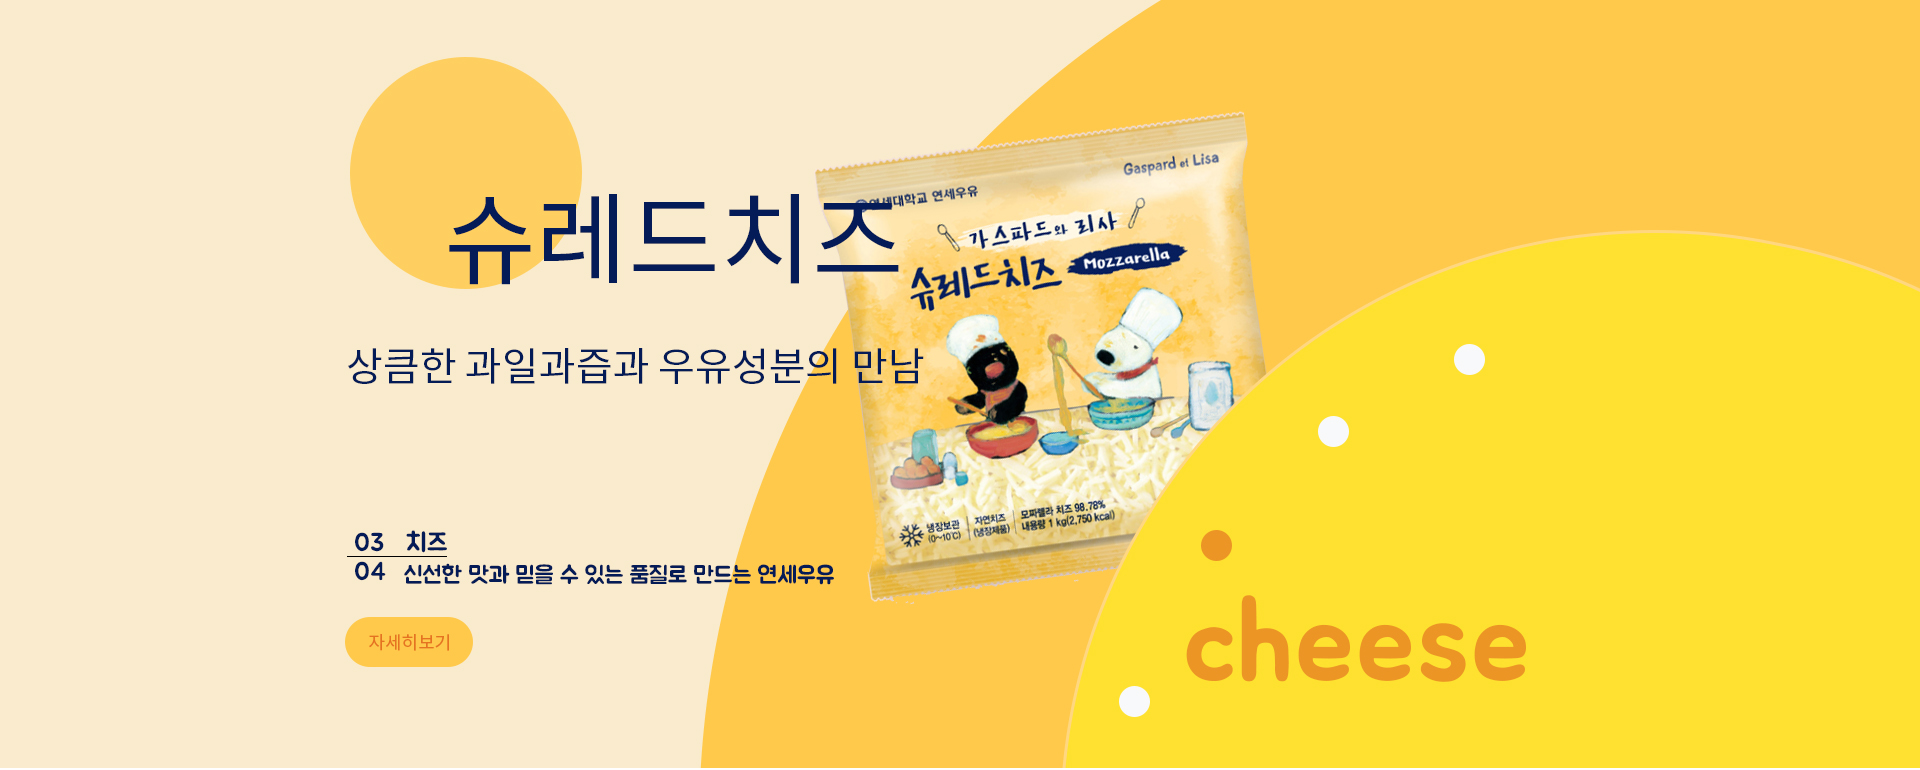 슈레드치즈
상큼한 과일과즙과 우유성분의 만남
03 치즈
04 신선한 맛과 믿을 수 있는 품질로 만드는 연세우유
자세히보기
Gaspard et Lisa
연세대학교 연세우유
가스파드와 리사
슈레드치즈 Mozzarella
냉장보관
(0~10℃)
자연치즈
(냉장제품)
모짜렐라 치즈 98.78%
내용량 1 kg(2,750 kcal)
cheese